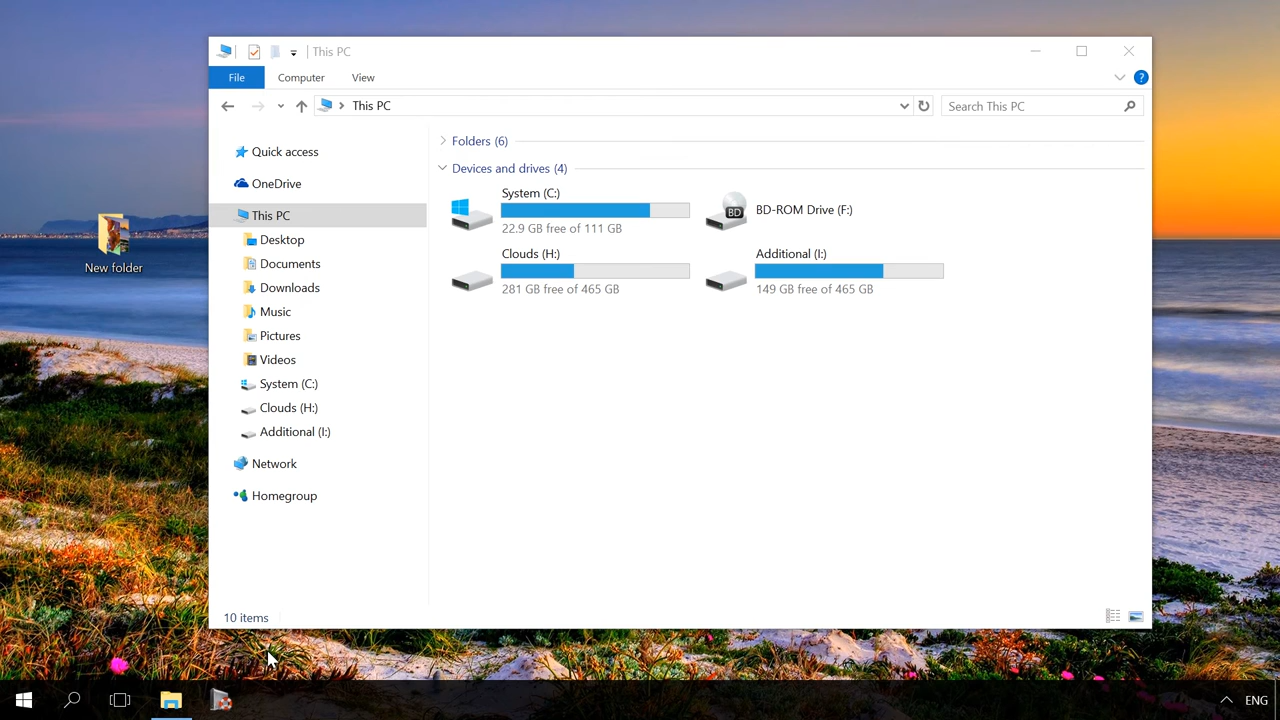 This PC
File
Computer
View
This PC
Search This PC
Quick access
OneDrive
This PC
Desktop
Documents
Downloads
Music
Pictures
Videos
System (C:)
Clouds (H:)
Additional (I:)
Network
Homegroup
Folders (6)
Devices and drives (4)
System (C:)
22.9 GB free of 111 GB
BD
BD-ROM Drive (F:)
Clouds (H:)
281 GB free of 465 GB
Additional (I:)
149 GB free of 465 GB
10 items
New folder
ENG